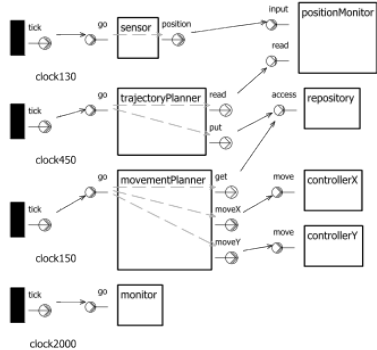 tick
go
sensor
position
input
positionMonitor
read
clock130
tick
go
trajectoryPlanner
read
put
access
repository
clock450
tick
go
movementPlanner
get
moveX
moveY
move
controllerX
move
controllerY
clock150
tick
go
monitor
clock2000